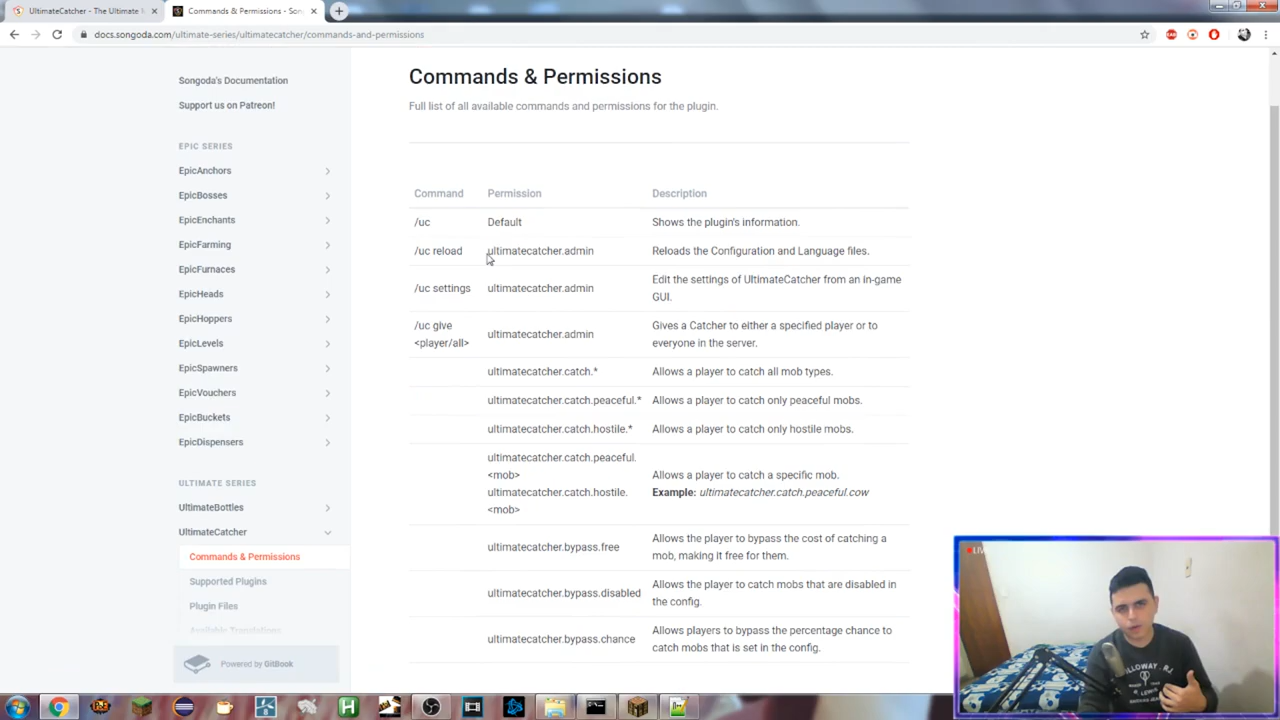 UltimateCatcher - The Ultimate M
Commands & Permissions - Son
docs.songoda.com/ultimate-series/ultimatecatcher/commands-and-permissions
Songoda's Documentation
Support us on Patreon!
EPIC SERIES
EpicAnchors
EpicBosses
EpicEnchants
EpicFarming
EpicFurnaces
EpicHeads
EpicHoppers
EpicLevels
EpicSpawners
EpicVouchers
EpicBuckets
EpicDispensers
ULTIMATE SERIES
UltimateBottles
UltimateCatcher
Commands & Permissions
Supported Plugins
Plugin Files
Available Translations
Powered by GitBook
Commands & Permissions
Full list of all available commands and permissions for the plugin.
Command Permission Description
/uc Default Shows the plugin's information.
/uc reload ultimatecatcher.admin Reloads the Configuration and Language files.
/uc settings ultimatecatcher.admin Edit the settings of UltimateCatcher from an in-game
GUI.
/uc give
<player/all> ultimatecatcher.admin Gives a Catcher to either a specified player or to
everyone in the server.
ultimatecatcher.catch.* Allows a player to catch all mob types.
ultimatecatcher.catch.peaceful.* Allows a player to catch only peaceful mobs.
ultimatecatcher.catch.hostile.* Allows a player to catch only hostile mobs.
ultimatecatcher.catch.peaceful.
<mob>
ultimatecatcher.catch.hostile.
<mob>
Allows a player to catch a specific mob.
Example: ultimatecatcher.catch.peaceful.cow
ultimatecatcher.bypass.free Allows the player to bypass the cost of catching a
mob, making it free for them.
ultimatecatcher.bypass.disabled Allows the player to catch mobs that are disabled in
the config.
ultimatecatcher.bypass.chance Allows players to bypass the percentage chance to
catch mobs that is set in the config.
HOLLOWAY . RJ